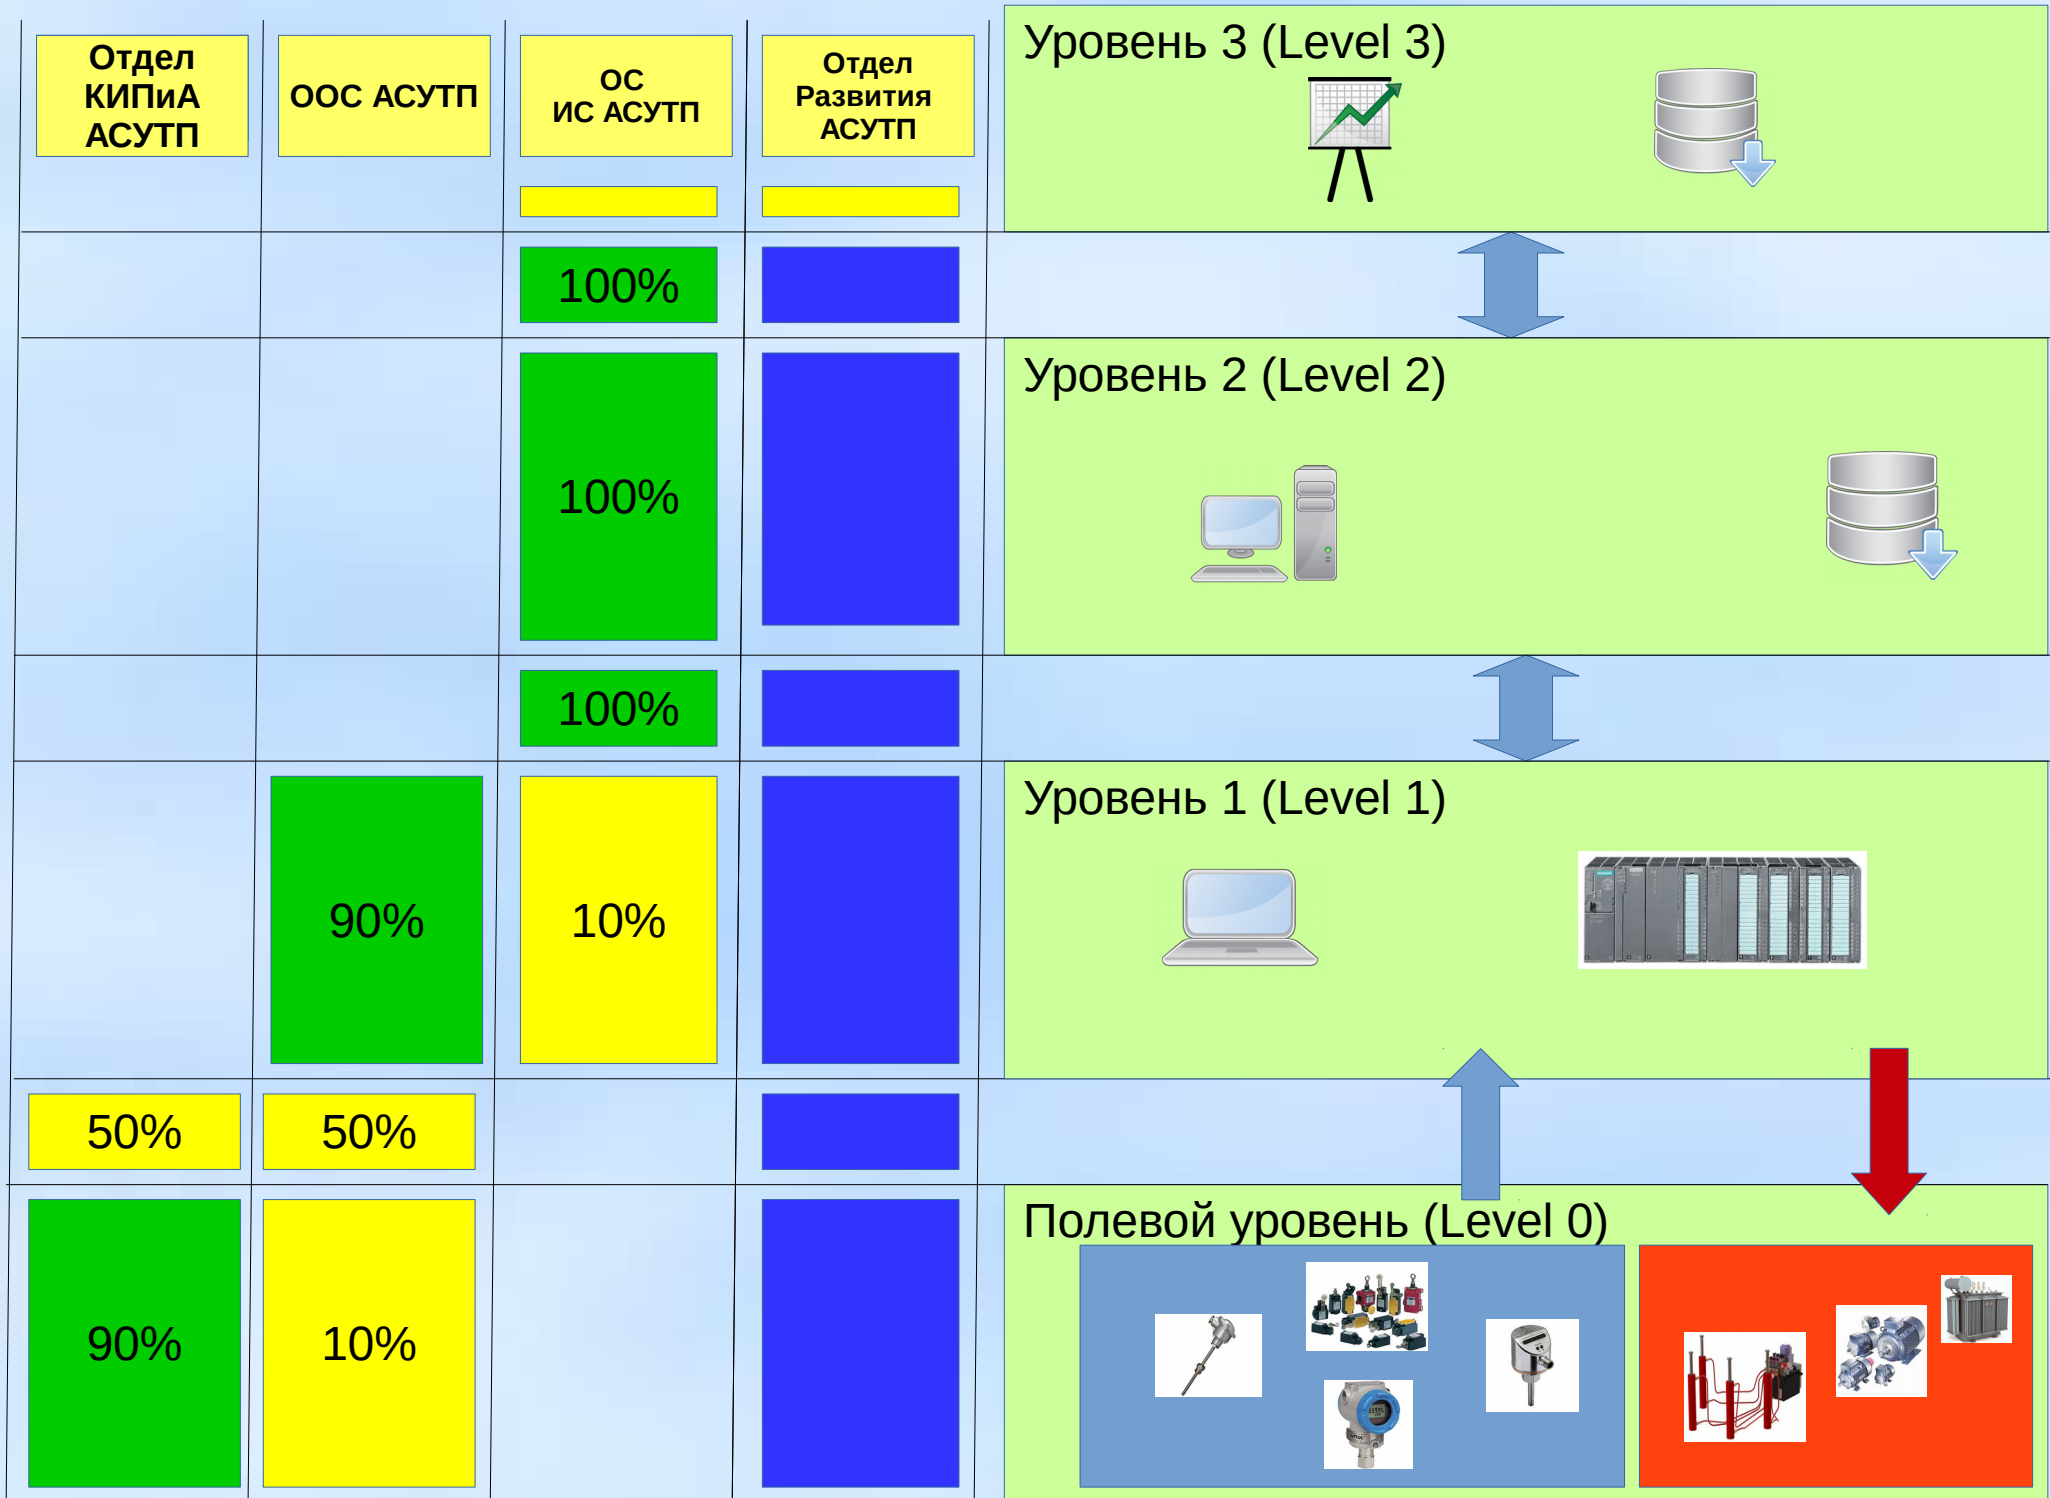 Отдел
КИПиА
АСУТП
ООС АСУТП
ОС
ИС АСУТП
Отдел
Развития
АСУТП
Уровень 3 (Level 3)
100%
Уровень 2 (Level 2)
100%
100%
Уровень 1 (Level 1)
90%
10%
50%
50%
Полевой уровень (Level 0)
90%
10%